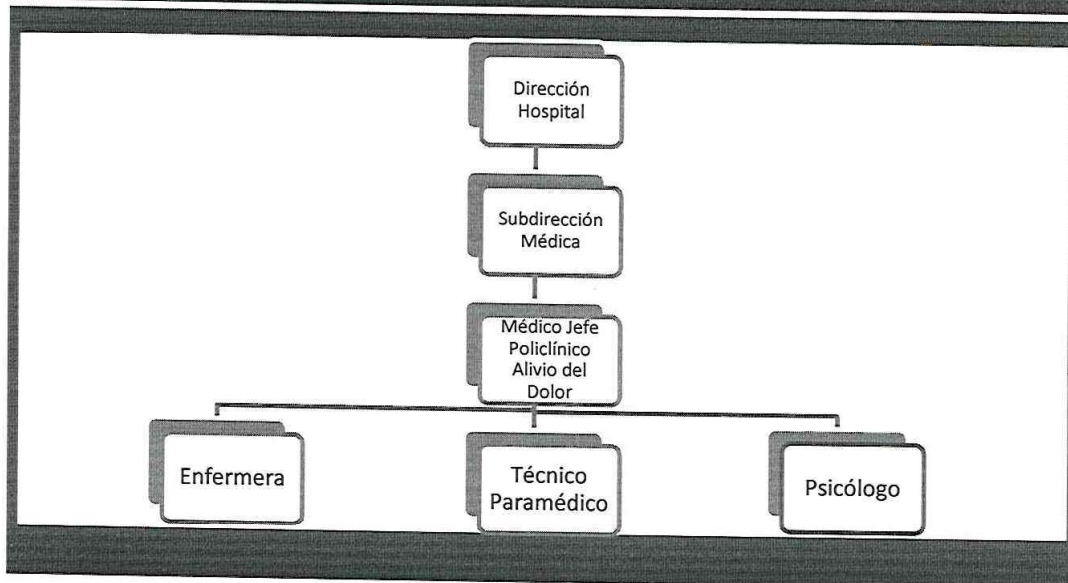 Dirección
Hospital
Subdirección
Médica
Médico Jefe
Policlínico
Alivio del
Dolor
Enfermera
Técnico
Paramédico
Psicólogo